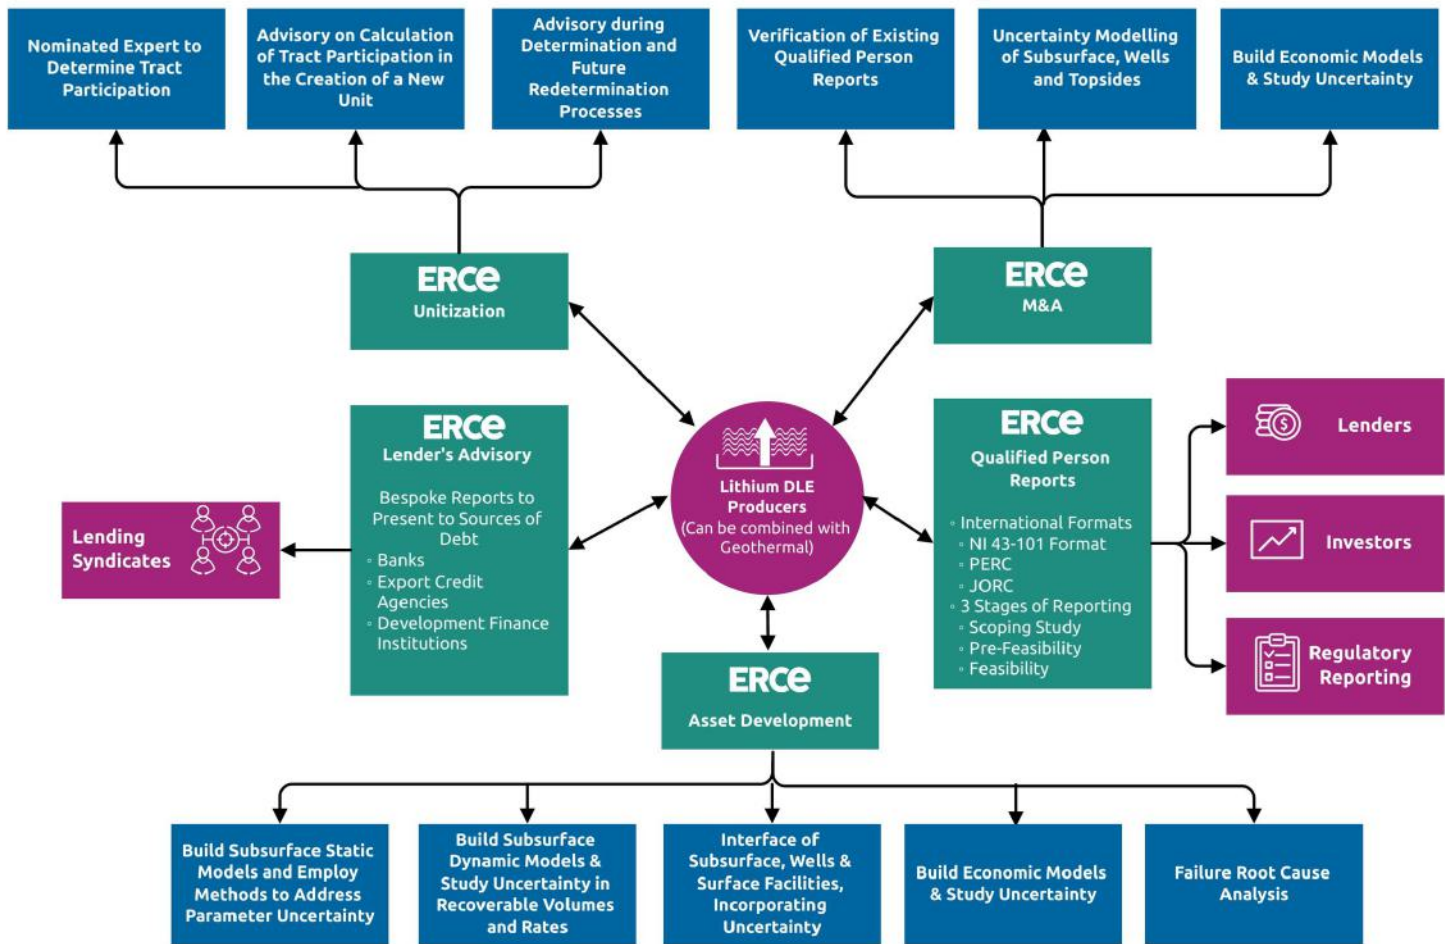 Nominated Expert to
Determine Tract
Participation
Advisory on Calculation
of Tract Participation in
the Creation of a New
Unit
Advisory during
Determination and
Future
Redetermination
Processes
Verification of Existing
Qualified Person
Reports
Uncertainty Modelling
of Subsurface, Wells
and Topsides
Build Economic Models
& Study Uncertainty
ERCe
Unitization
ERCe
M&A
ERCe
Lender's Advisory
Bespoke Reports to
Present to Sources of
Debt
◦ Banks
◦ Export Credit
Agencies
◦ Development Finance
Institutions
Lending
Syndicates
Lithium DLE
Producers
(Can be combined with
Geothermal)
ERCe
Qualified Person
Reports
◦ International Formats
◦ NI 43-101 Format
◦ PERC
◦ JORC
◦ 3 Stages of Reporting
◦ Scoping Study
◦ Pre-Feasibility
◦ Feasibility
$
Lenders
Investors
Regulatory
Reporting
ERCe
Asset Development
Build Subsurface Static
Models and Employ
Methods to Address
Parameter Uncertainty
Build Subsurface
Dynamic Models &
Study Uncertainty in
Recoverable Volumes
and Rates
Interface of
Subsurface, Wells &
Surface Facilities,
Incorporating
Uncertainty
Build Economic Models
& Study Uncertainty
Failure Root Cause
Analysis